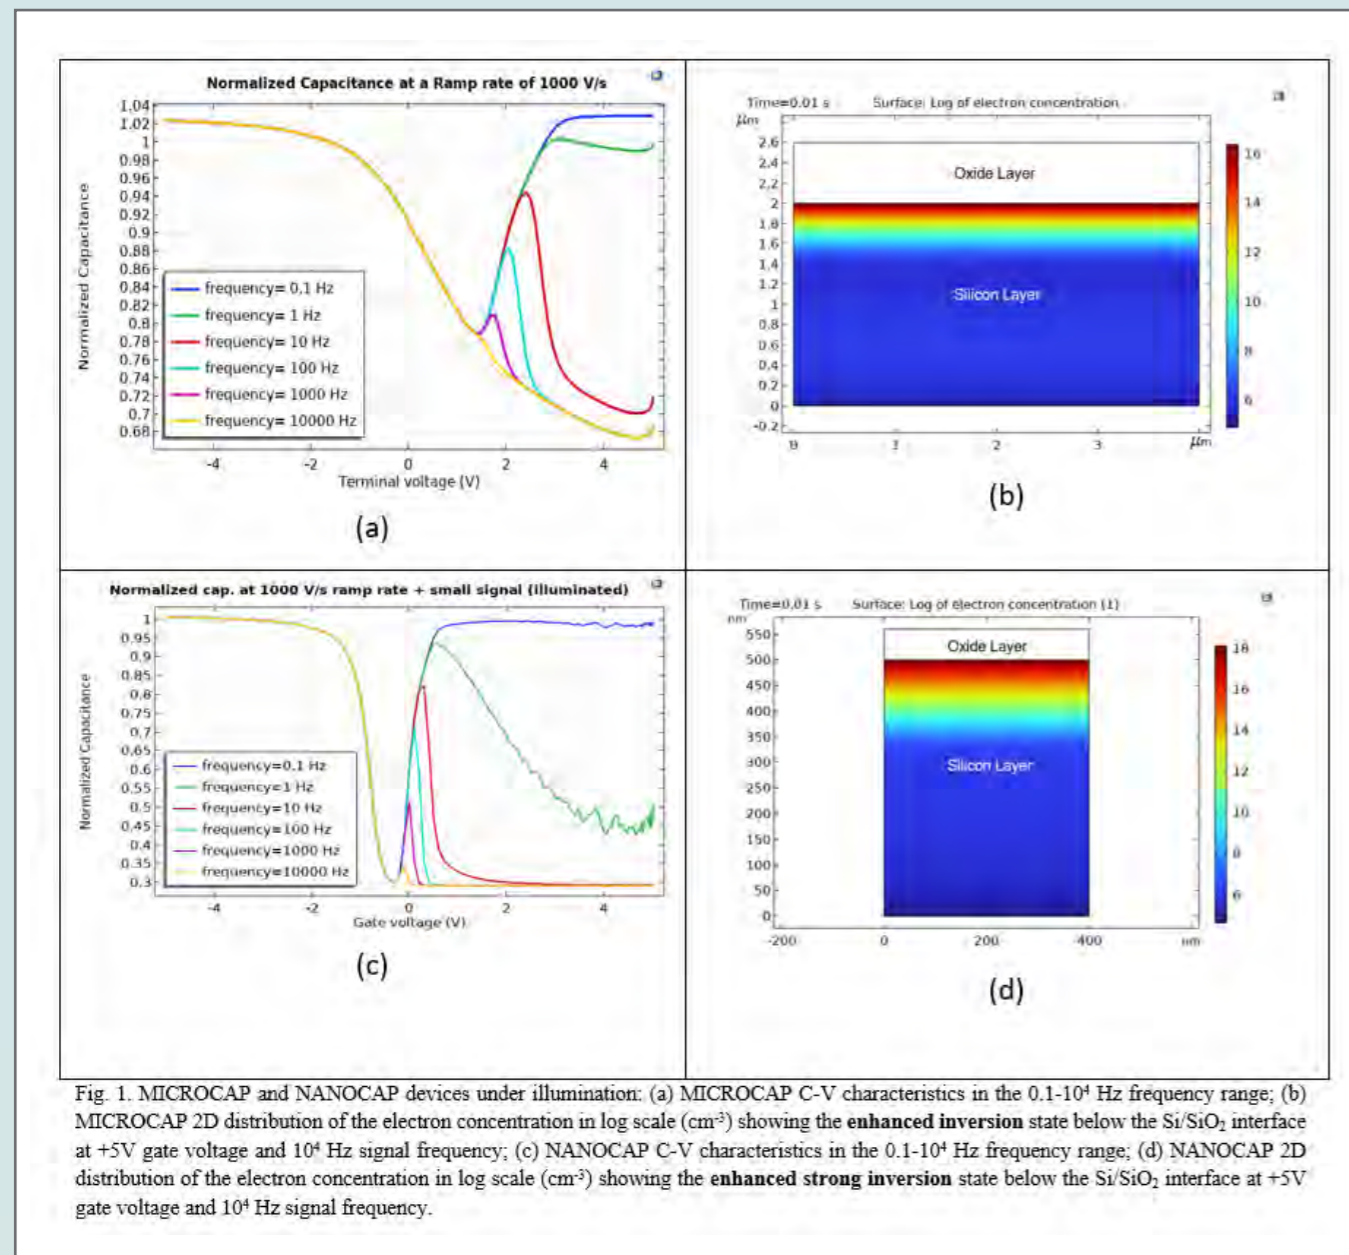 Normalized Capacitance at a Ramp rate of 1000 V/s
1.04
1.02
1
0.98
0.96
0.94
0.92
0.9
0.88
0.86
0.84
0.82
0.8
0.78
0.76
0.74
0.72
0.7
0.68
Normalized Capacitance
frequency= 0.1 Hz
frequency= 1 Hz
frequency= 10 Hz
frequency= 100 Hz
frequency= 1000 Hz
frequency= 10000 Hz
-4 -2 0 2 4
Terminal voltage (V)
(a)
Time=0.01 s Surface: Log of electron concentration
μm
2.6
2.4
2.2
2
1.8
1.6
1.4
1.2
1
0.8
0.6
0.4
0.2
0
-0.2
Oxide Layer
Silicon Layer
2 3 μm
16
14
12
10
8
6
(b)
Normalized cap. at 1000 V/s ramp rate + small signal (illuminated)
1
0.95
0.9
0.85
0.8
0.75
0.7
0.65
0.6
0.55
0.5
0.45
0.4
0.35
0.3
Normalized Capacitance
frequency=0.1 Hz
frequency=1 Hz
frequency=10 Hz
frequency=100 Hz
frequency=1000 Hz
frequency=10000 Hz
-4 -2 0 2 4
Gate voltage (V)
(c)
Time=0.01 s Surface: Log of electron concentration (1)
nm
550
500
450
400
350
300
250
200
150
100
50
0
Oxide Layer
Silicon Layer
-200 0 200 400 nm
18
16
14
12
10
8
6
(d)
Fig. 1. MICROCAP and NANOCAP devices under illumination: (a) MICROCAP C-V characteristics in the 0.1-10⁴ Hz frequency range; (b)
MICROCAP 2D distribution of the electron concentration in log scale (cm⁻³) showing the enhanced inversion state below the Si/SiO₂ interface
at +5V gate voltage and 10⁴ Hz signal frequency; (c) NANOCAP C-V characteristics in the 0.1-10⁴ Hz frequency range; (d) NANOCAP 2D
distribution of the electron concentration in log scale (cm⁻³) showing the enhanced strong inversion state below the Si/SiO₂ interface at +5V
gate voltage and 10⁴ Hz signal frequency.